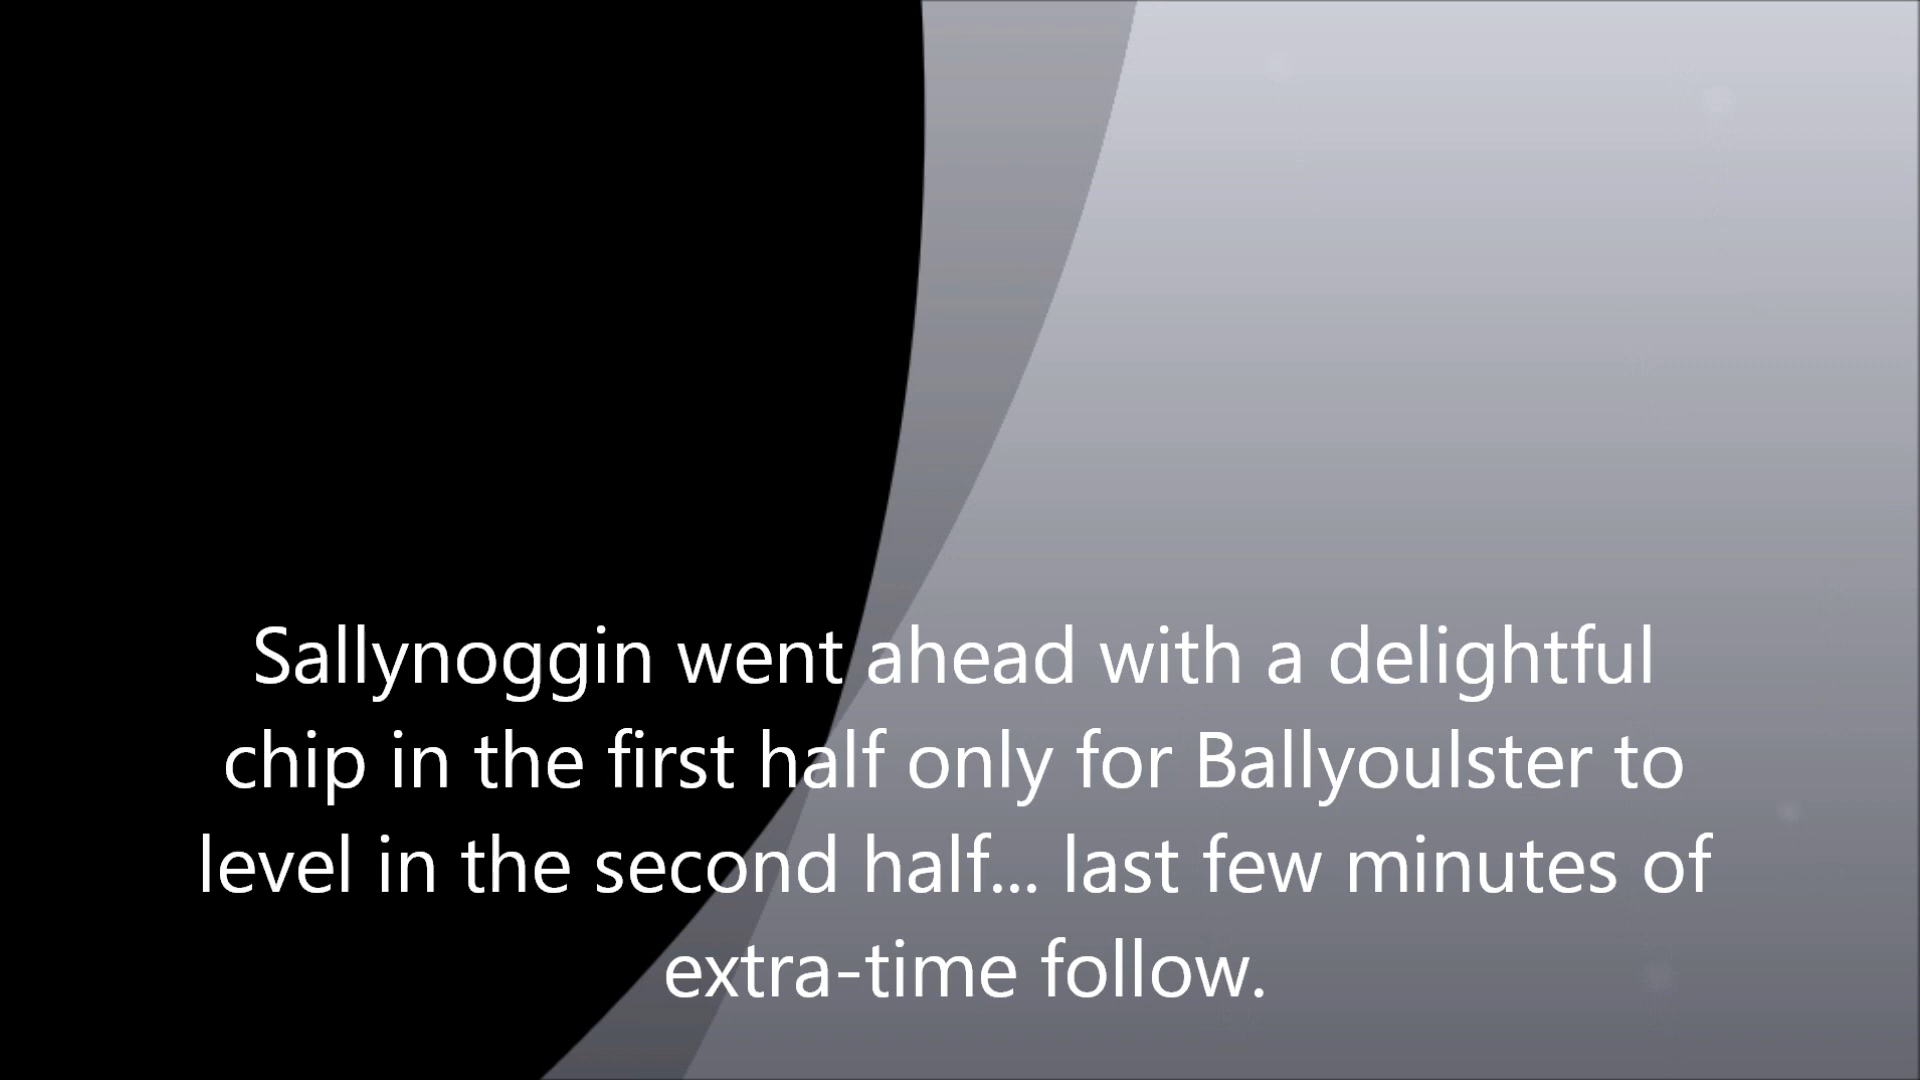 Sallynoggin went ahead with a delightful
chip in the first half only for Ballyoulster to
level in the second half... last few minutes of
extra-time follow.